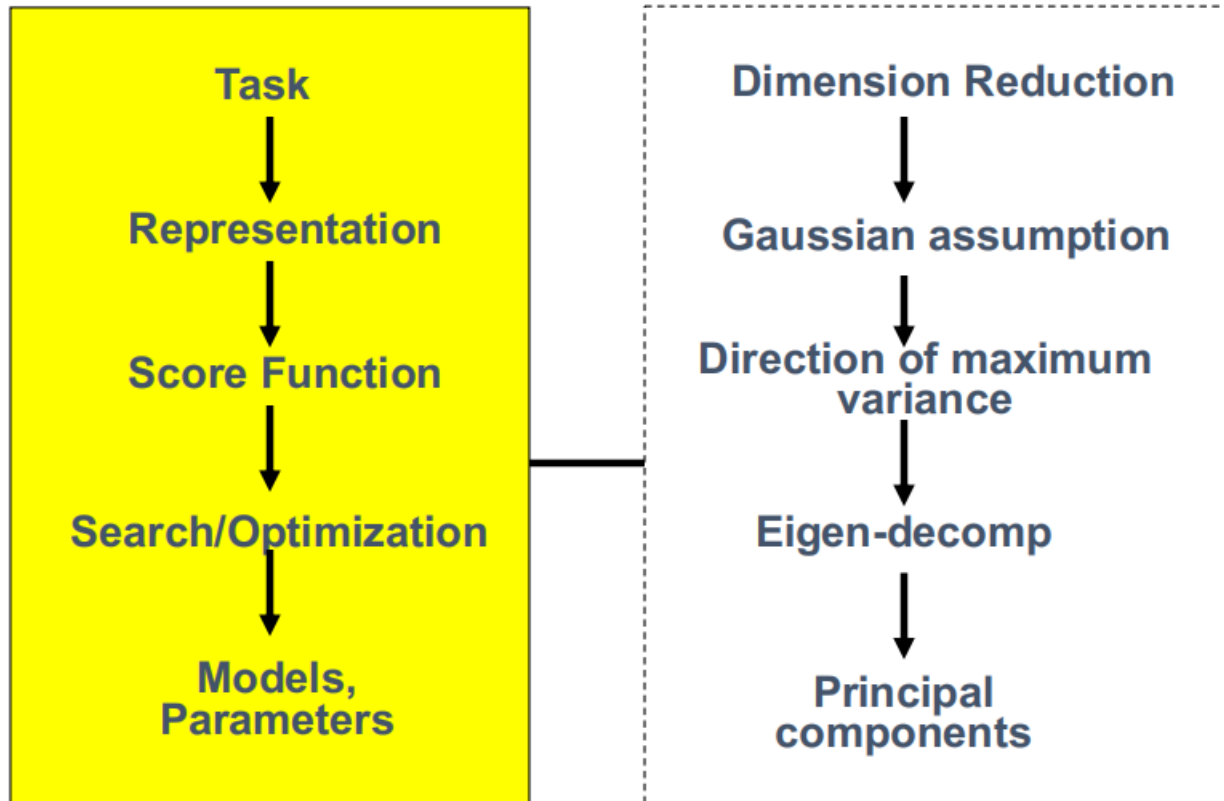 Task
Representation
Score Function
Search/Optimization
Models,
Parameters
Dimension Reduction
Gaussian assumption
Direction of maximum
variance
Eigen-decomp
Principal
components